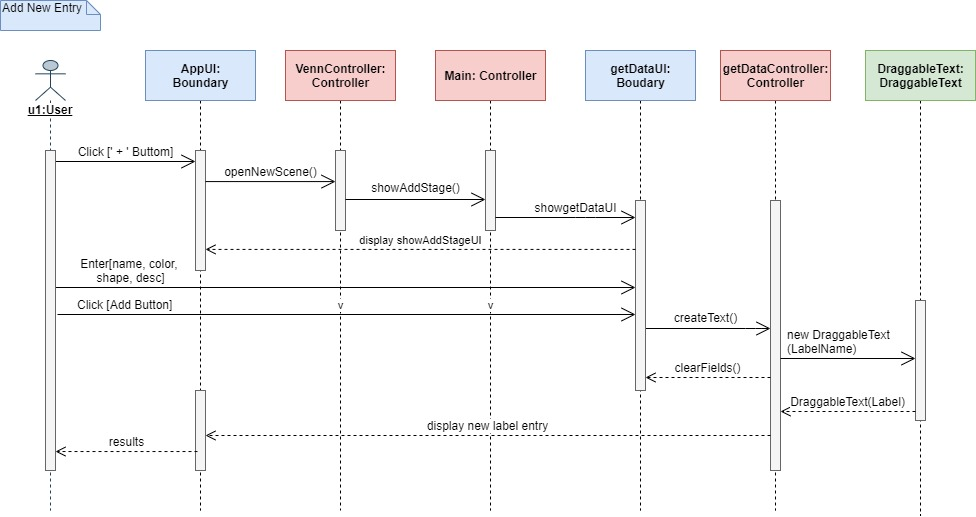 Add New Entry
u1:User
AppUI:
Boundary
VennController:
Controller
Main: Controller
getDataUI:
Boudary
getDataController:
Controller
DraggableText:
DraggableText
Click [' + ' Buttom]
openNewScene()
showAddStage()
showgetDataUI
display showAddStageUI
Enter[name, color,
shape, desc]
Click [Add Button]
v
v
createText()
new DraggableText
(LabelName)
clearFields()
DraggableText(Label)
display new label entry
results